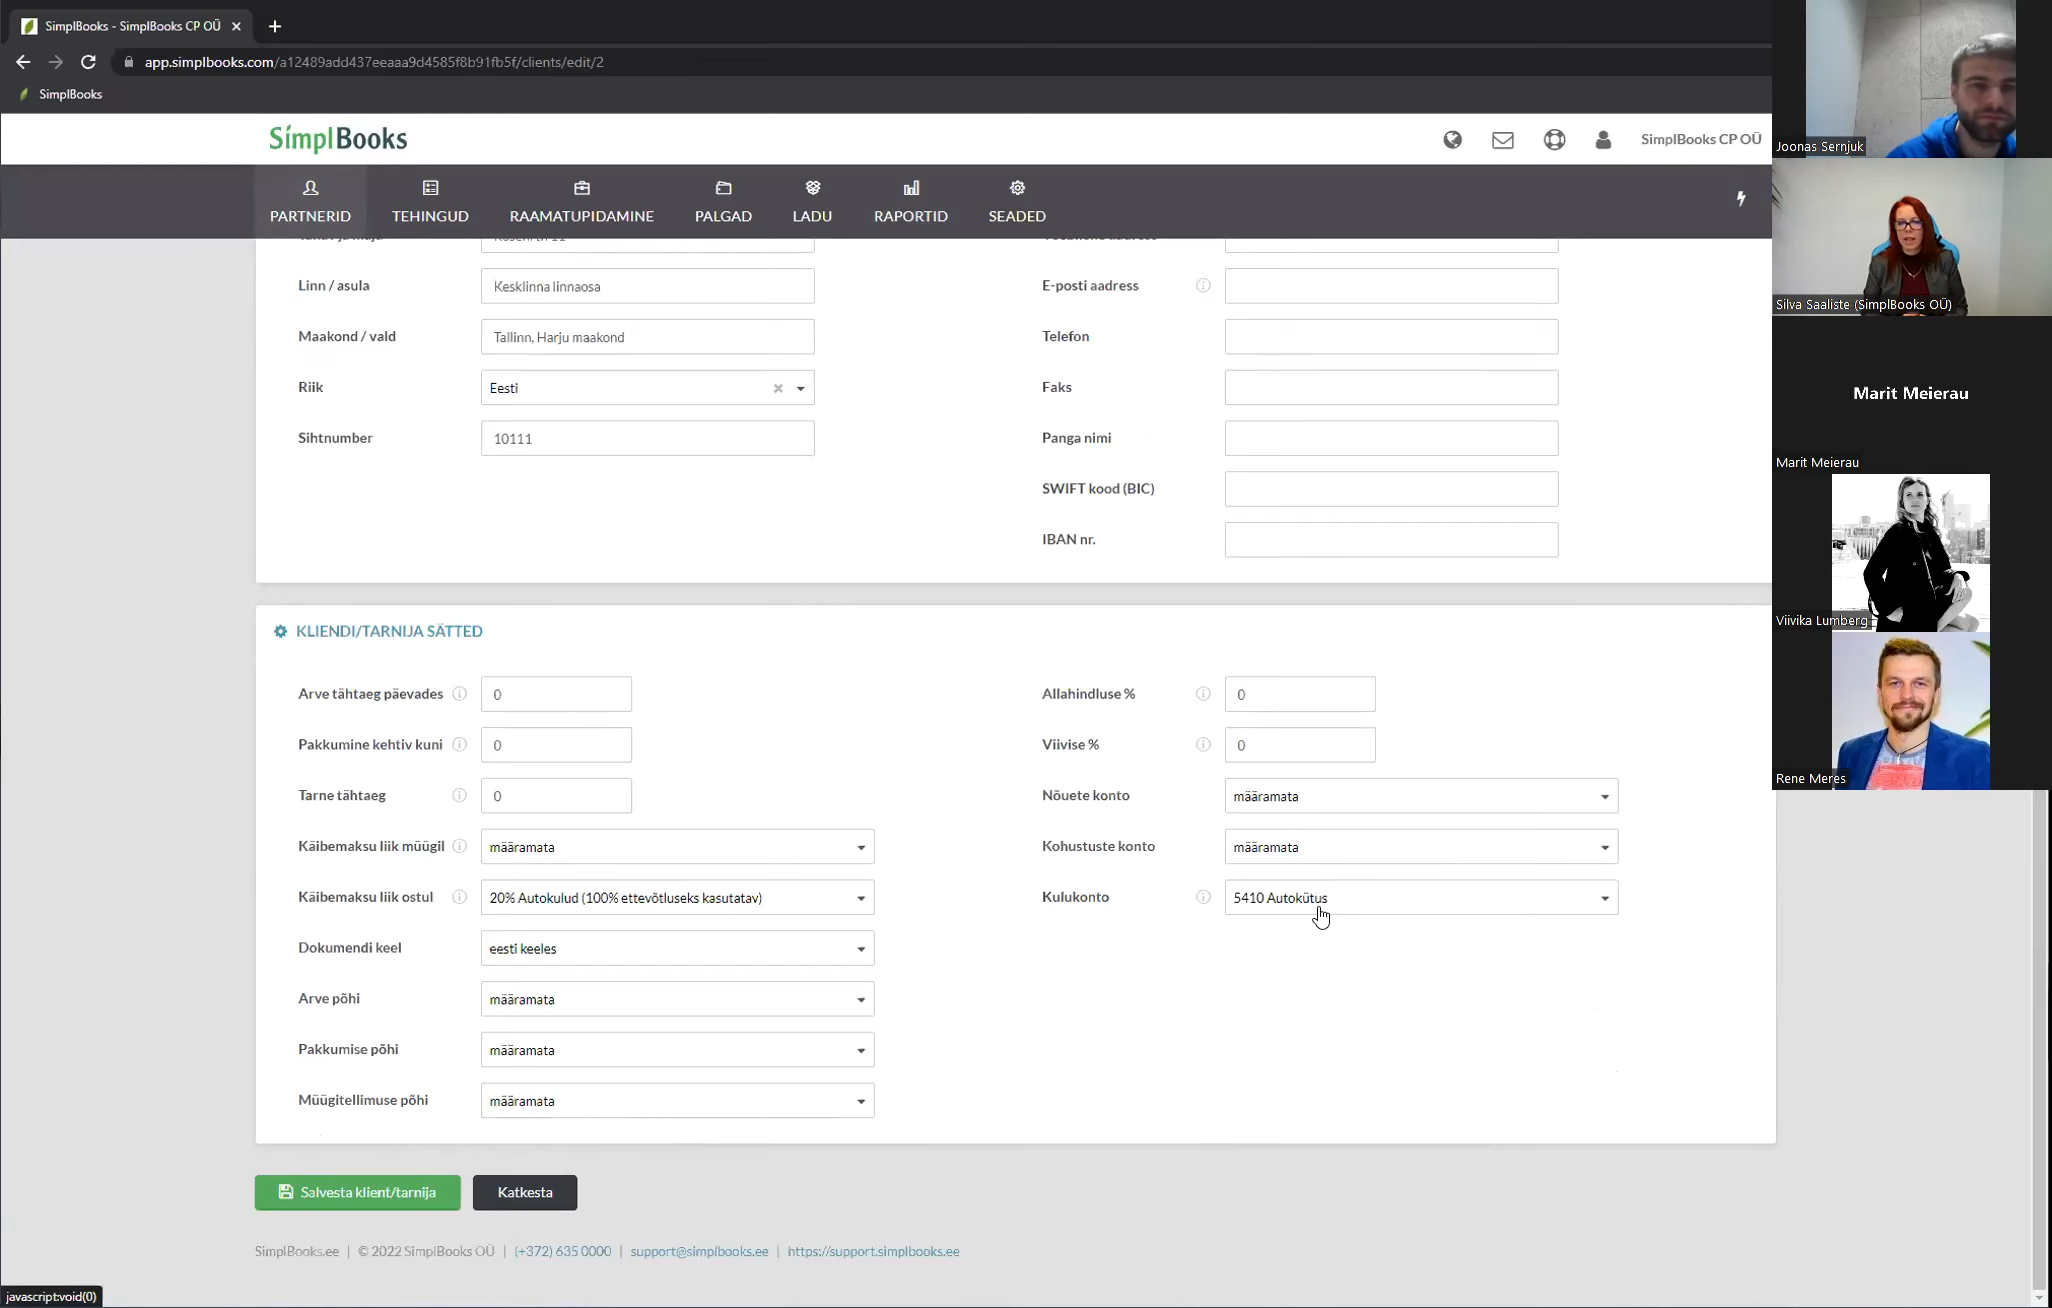 SimplBooks - SimplBooks CP OÜ
app.simplbooks.com/a12489add437eeaaa9d4585f8b91fb5f/clients/edit/2
SimplBooks
SimplBooks
SimplBooks CP OÜ
PARTNERID
TEHINGUD
RAAMATUPIDAMINE
PALGAD
LADU
RAPORTID
SEADED
Linn / asula
Kesklinna linnaosa
Maakond / vald
Tallinn, Harju maakond
Riik
Eesti
Sihtnumber
10111
E-posti aadress
Telefon
Faks
Panga nimi
SWIFT kood (BIC)
IBAN nr.
KLIENDI/TARNIJA SÄTTED
Arve tähtaeg päevades
0
Pakkumine kehtiv kuni
0
Tarne tähtaeg
0
Käibemaksu liik müügil
määramata
Käibemaksu liik ostul
20% Autokulud (100% ettevõtluseks kasutatav)
Dokumendi keel
eesti keeles
Arve põhi
määramata
Pakkumise põhi
määramata
Müügitellimuse põhi
määramata
Allahindluse %
0
Viivise %
0
Nõuete konto
määramata
Kohustuste konto
määramata
Kulukonto
5410 Autokütus
Salvesta klient/tarnija
Katkesta
SimplBooks.ee | © 2022 SimplBooks OÜ | (+372) 635 0000 | support@simplbooks.ee | https://support.simplbooks.ee
javascript:void(0)
Joonas Sernjuk
Silva Saaliste (SimplBooks OÜ)
Marit Meierau
Marit Meierau
Viivika Lumberg
Rene Meres